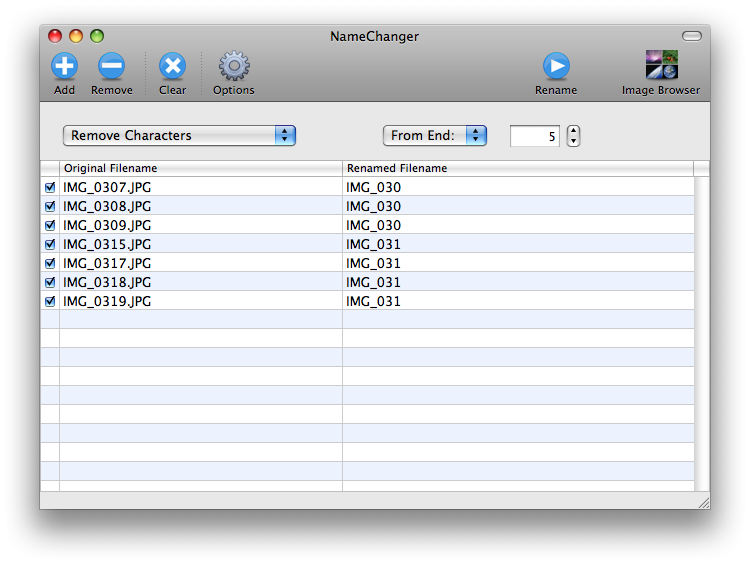 NameChanger
Add Remove Clear Options Rename Image Browser
Remove Characters From End: 5
Original Filename Renamed Filename
IMG_0307.JPG IMG_030
IMG_0308.JPG IMG_030
IMG_0309.JPG IMG_030
IMG_0315.JPG IMG_031
IMG_0317.JPG IMG_031
IMG_0318.JPG IMG_031
IMG_0319.JPG IMG_031